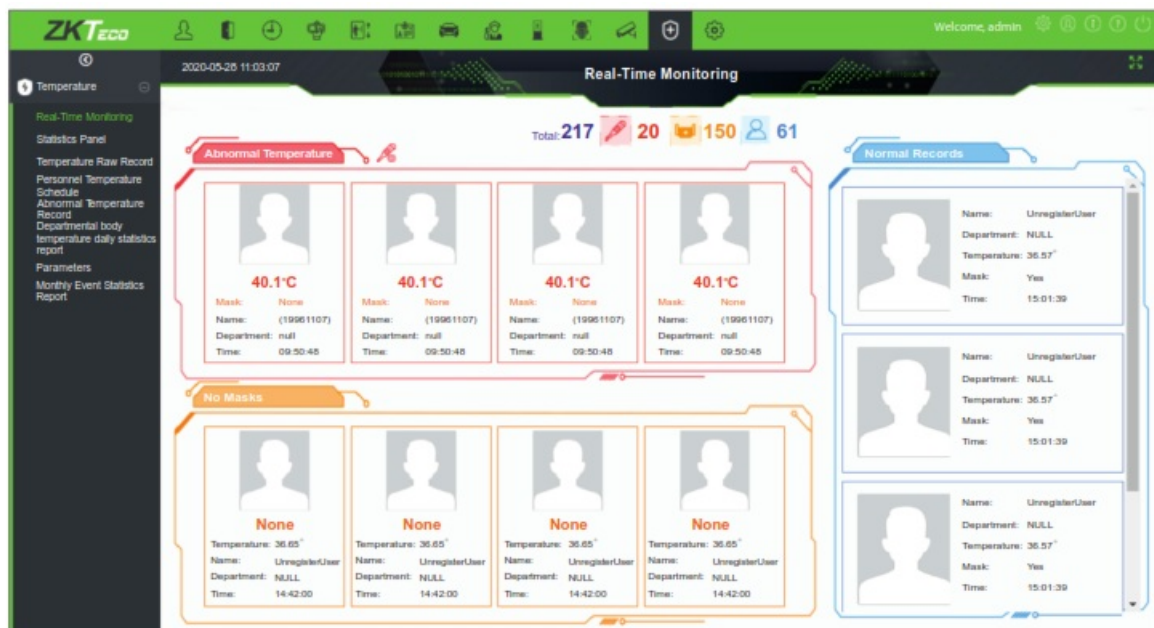 ZKTeco
Welcome, admin
Temperature
Real-Time Monitoring
Statistics Panel
Temperature Raw Record
Personnel Temperature
Schedule
Abnormal Temperature
Record
Departmental body
temperature daily statistics
report
Parameters
Monthly Event Statistics
Report
2020-05-26 11:03:07
Real-Time Monitoring
Total: 217 20 150 61
Abnormal Temperature
40.1°C
Mask: None
Name: (19961107)
Department: null
Time: 09:50:48
40.1°C
Mask: None
Name: (19961107)
Department: null
Time: 09:50:48
40.1°C
Mask: None
Name: (19961107)
Department: null
Time: 09:50:48
40.1°C
Mask: None
Name: (19961107)
Department: null
Time: 09:50:48
No Masks
None
Temperature: 36.65°
Name: UnregisterUser
Department: NULL
Time: 14:42:00
None
Temperature: 36.65°
Name: UnregisterUser
Department: NULL
Time: 14:42:00
None
Temperature: 36.65°
Name: UnregisterUser
Department: NULL
Time: 14:42:00
None
Temperature: 36.65°
Name: UnregisterUser
Department: NULL
Time: 14:42:00
Normal Records
Name: UnregisterUser
Department: NULL
Temperature: 36.57°
Mask: Yes
Time: 15:01:39
Name: UnregisterUser
Department: NULL
Temperature: 36.57°
Mask: Yes
Time: 15:01:39
Name: UnregisterUser
Department: NULL
Temperature: 36.57°
Mask: Yes
Time: 15:01:39